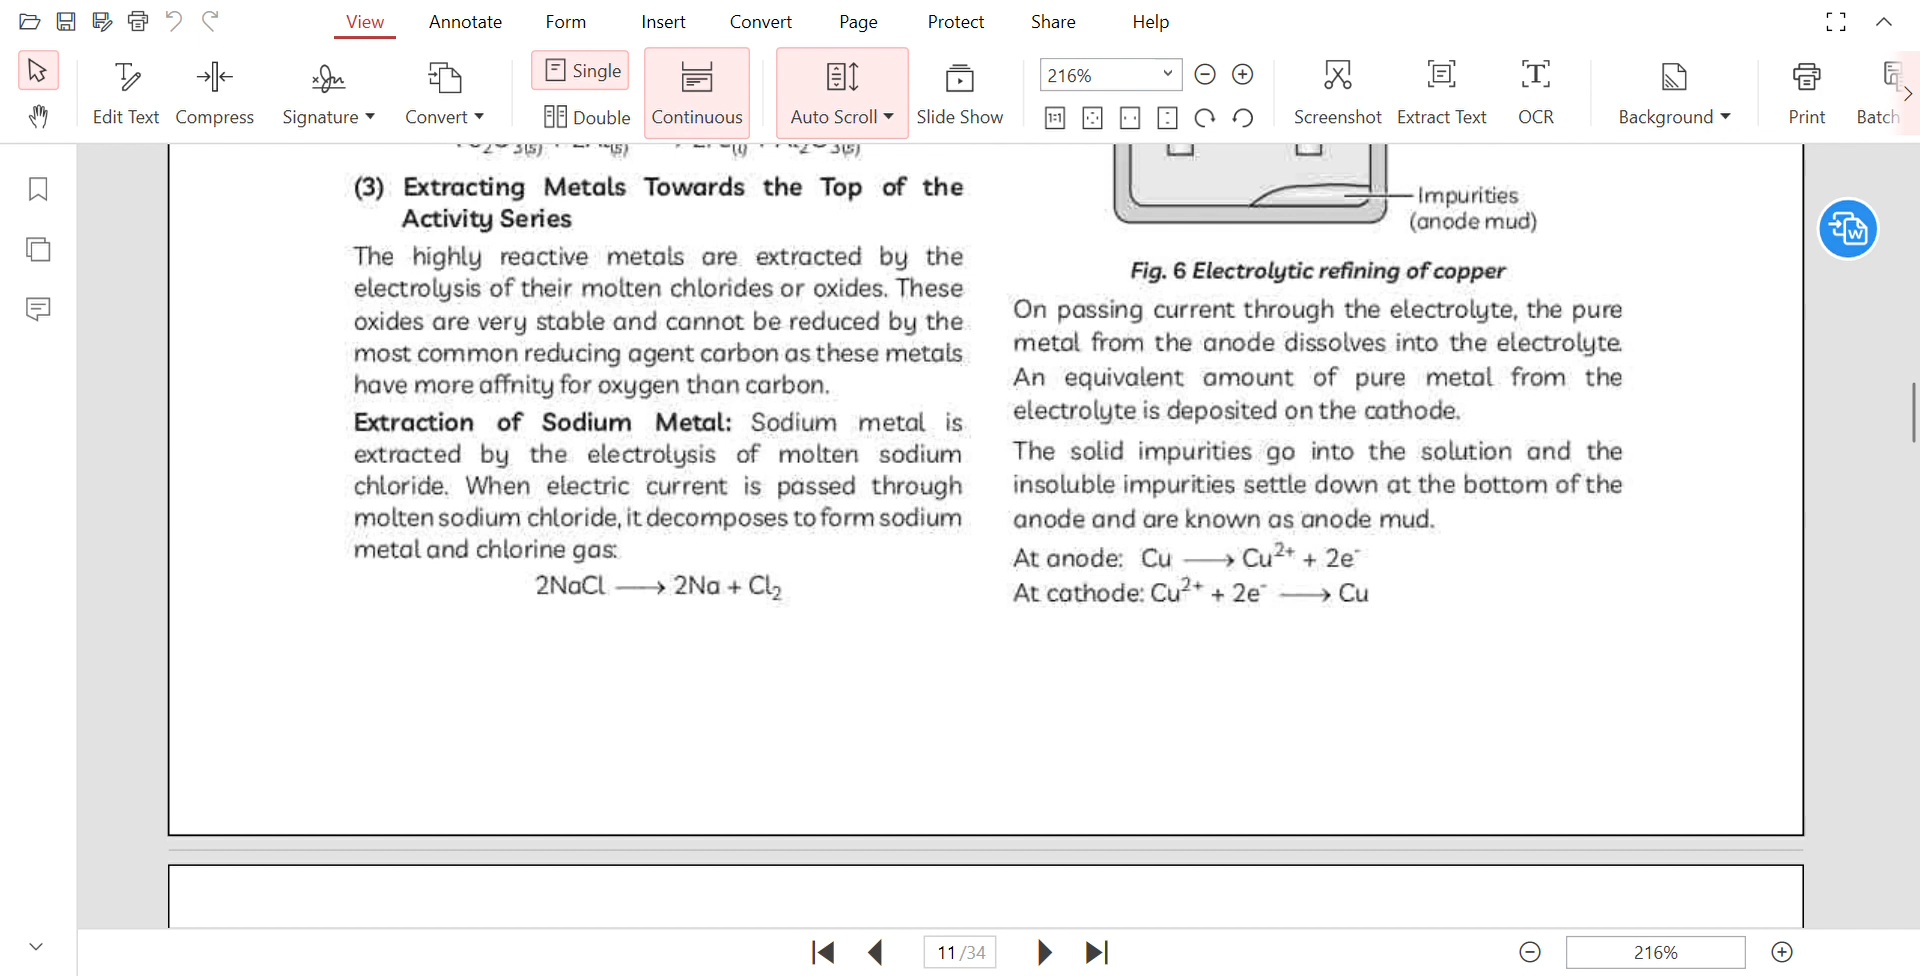 View Annotate Form Insert Convert Page Protect Share Help
Edit Text Compress Signature Convert Single Double Continuous Auto Scroll Slide Show 216% 1:1 Screenshot Extract Text OCR Background Print Batch
(3) Extracting Metals Towards the Top of the
Activity Series
The highly reactive metals are extracted by the
electrolysis of their molten chlorides or oxides. These
oxides are very stable and cannot be reduced by the
most common reducing agent carbon as these metals
have more affnity for oxygen than carbon.
Extraction of Sodium Metal: Sodium metal is
extracted by the electrolysis of molten sodium
chloride. When electric current is passed through
molten sodium chloride, it decomposes to form sodium
metal and chlorine gas:
2NaCl ⟶ 2Na + Cl₂
Impurities
(anode mud)
Fig. 6 Electrolytic refining of copper
On passing current through the electrolyte, the pure
metal from the anode dissolves into the electrolyte.
An equivalent amount of pure metal from the
electrolyte is deposited on the cathode.
The solid impurities go into the solution and the
insoluble impurities settle down at the bottom of the
anode and are known as anode mud.
At anode: Cu ⟶ Cu²⁺ + 2e⁻
At cathode: Cu²⁺ + 2e⁻ ⟶ Cu
11 /34
216%